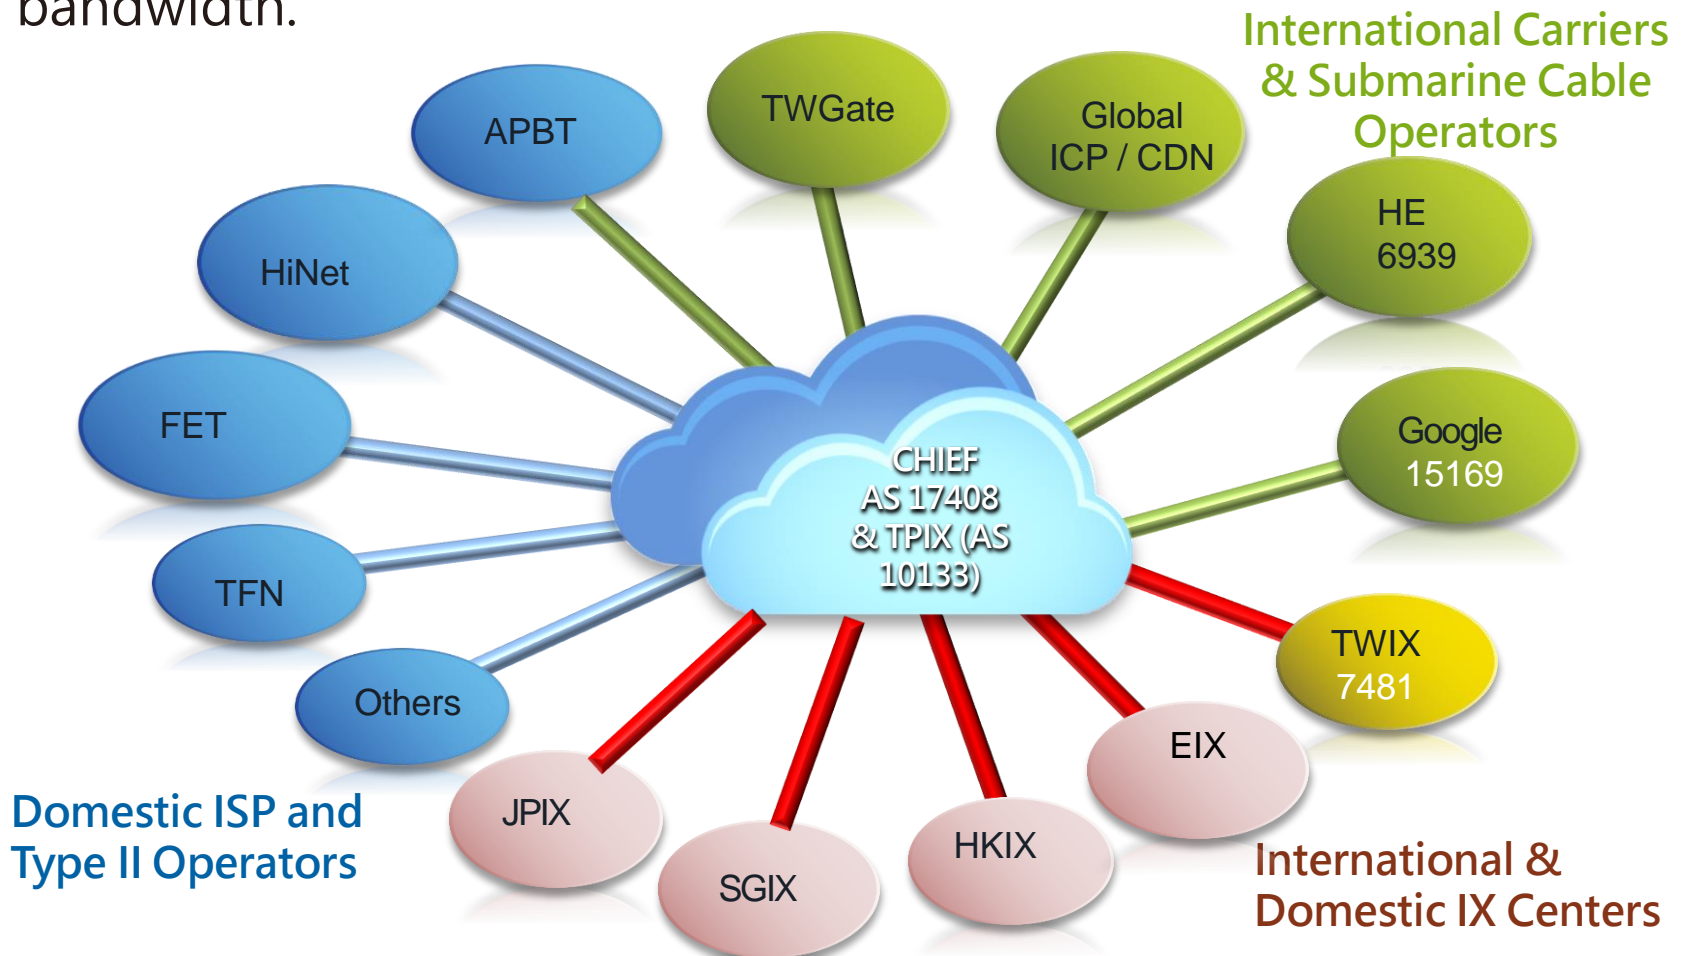 bandwidth.
International Carriers
& Submarine Cable
Operators
APBT
TWGate
Global
ICP / CDN
HE
6939
HiNet
FET
Google
15169
CHIEF
AS 17408
& TPIX (AS
10133)
TFN
TWIX
7481
Others
EIX
JPIX
HKIX
SGIX
Domestic ISP and
Type II Operators
International &
Domestic IX Centers